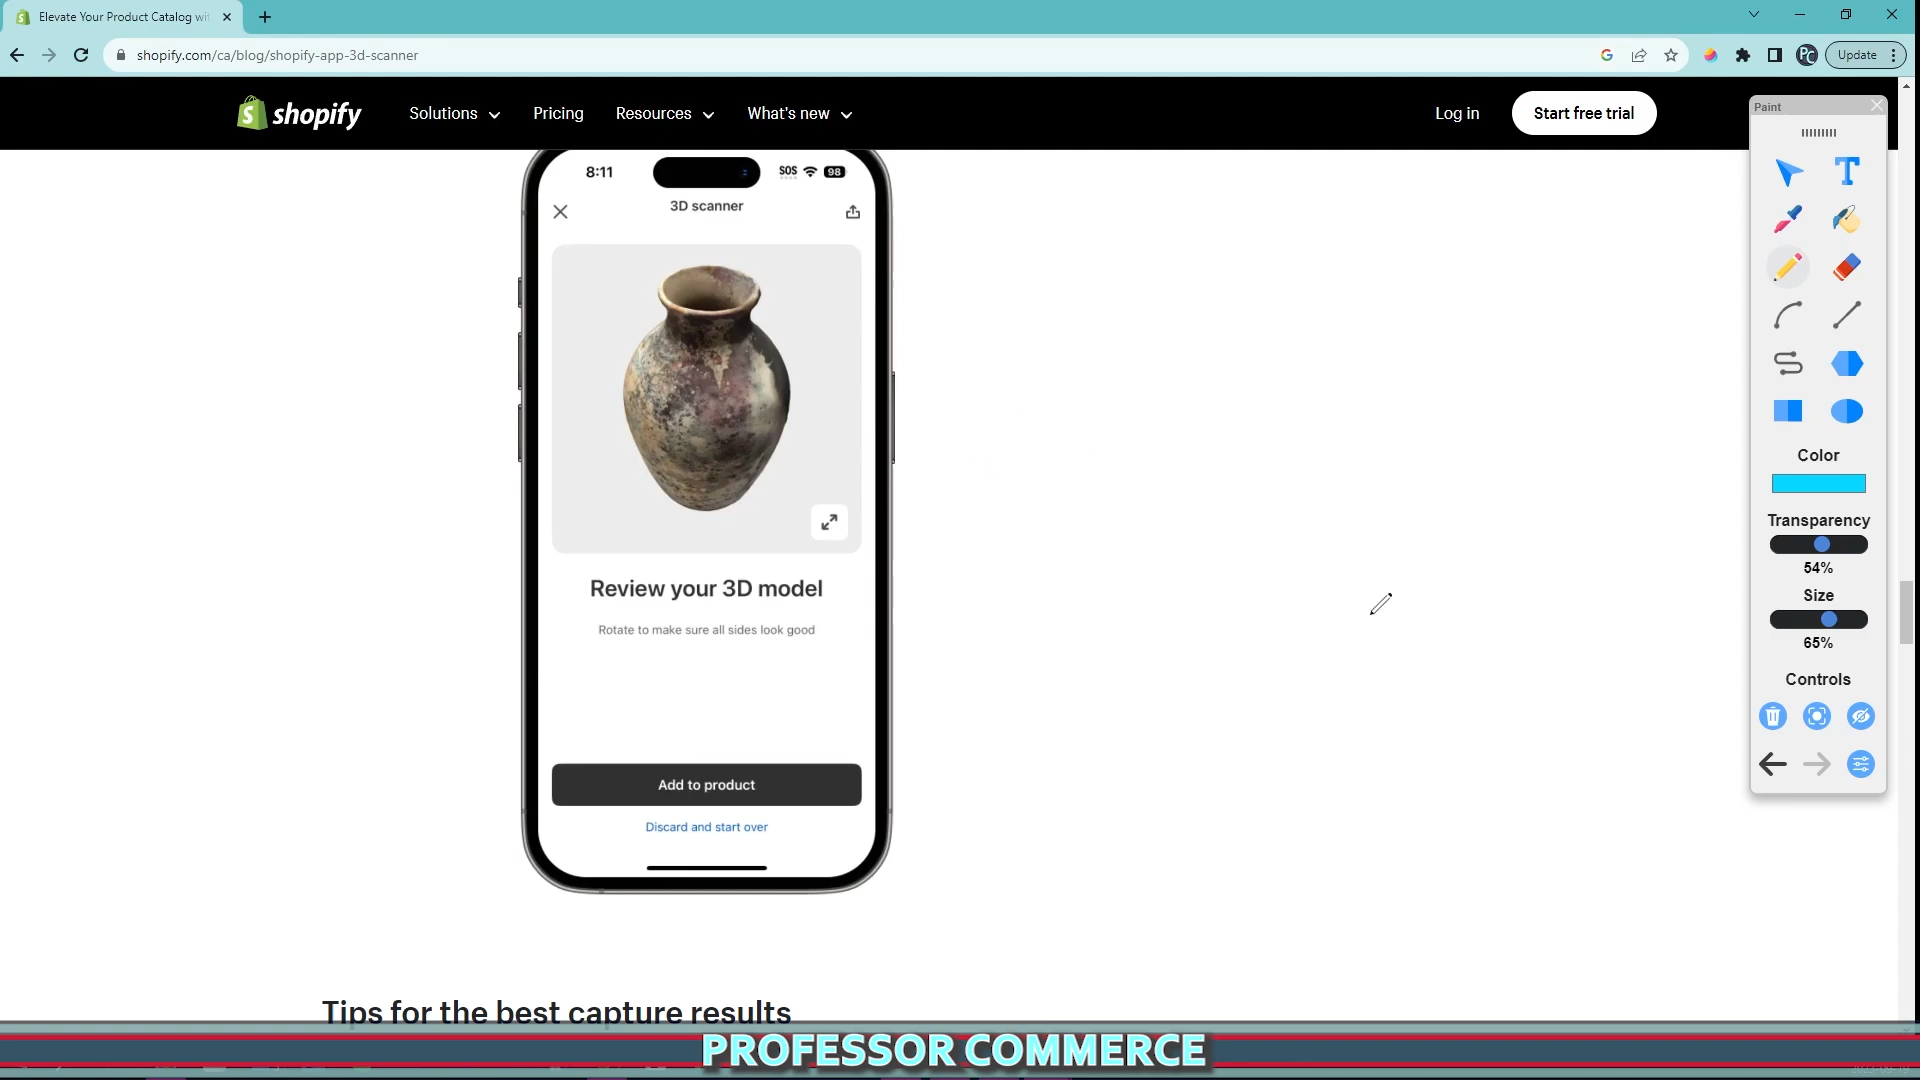 Elevate Your Product Catalog wi
shopify.com/ca/blog/shopify-app-3d-scanner
G
PC
Update
shopify
Solutions
Pricing
Resources
What's new
Log in
Start free trial
8:11
SOS
98
3D scanner
Review your 3D model
Rotate to make sure all sides look good
Add to product
Discard and start over
Tips for the best capture results
Paint
T
Color
Transparency
54%
Size
65%
Controls
PROFESSOR COMMERCE